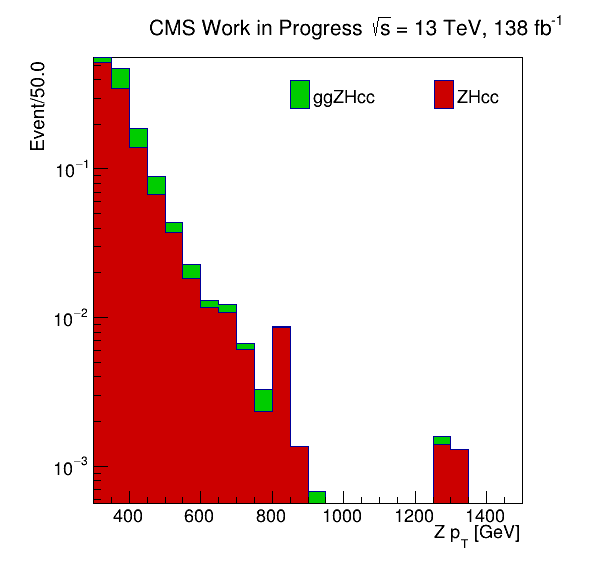 CMS Work in Progress √s = 13 TeV, 138 fb⁻¹
Event/50.0
ggZHcc
ZHcc
10⁻¹
10⁻²
10⁻³
400 600 800 1000 1200 1400
Z p_T [GeV]